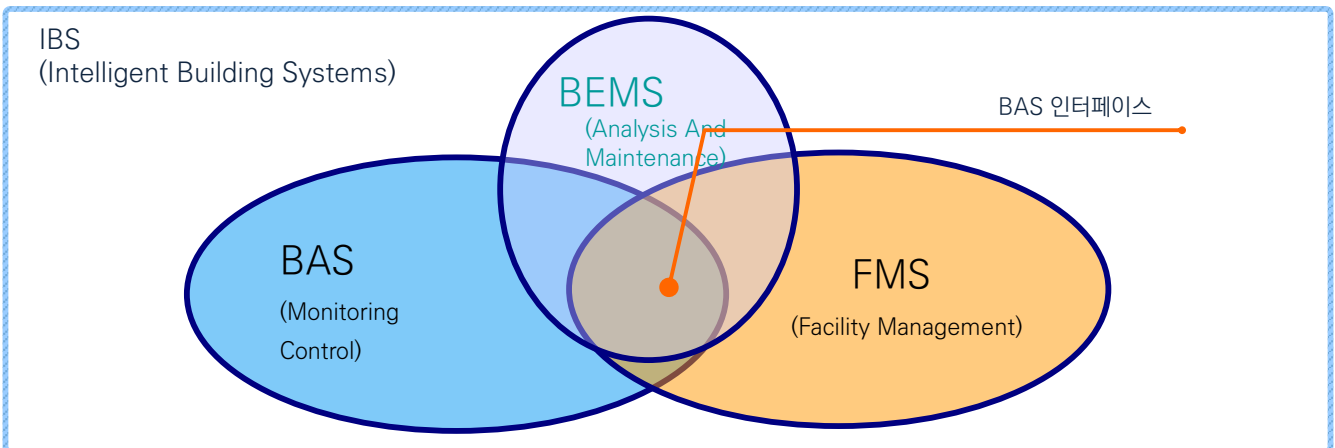 IBS
(Intelligent Building Systems)
BEMS
(Analysis And
Maintenance)
BAS 인터페이스
BAS
(Monitoring
Control)
FMS
(Facility Management)